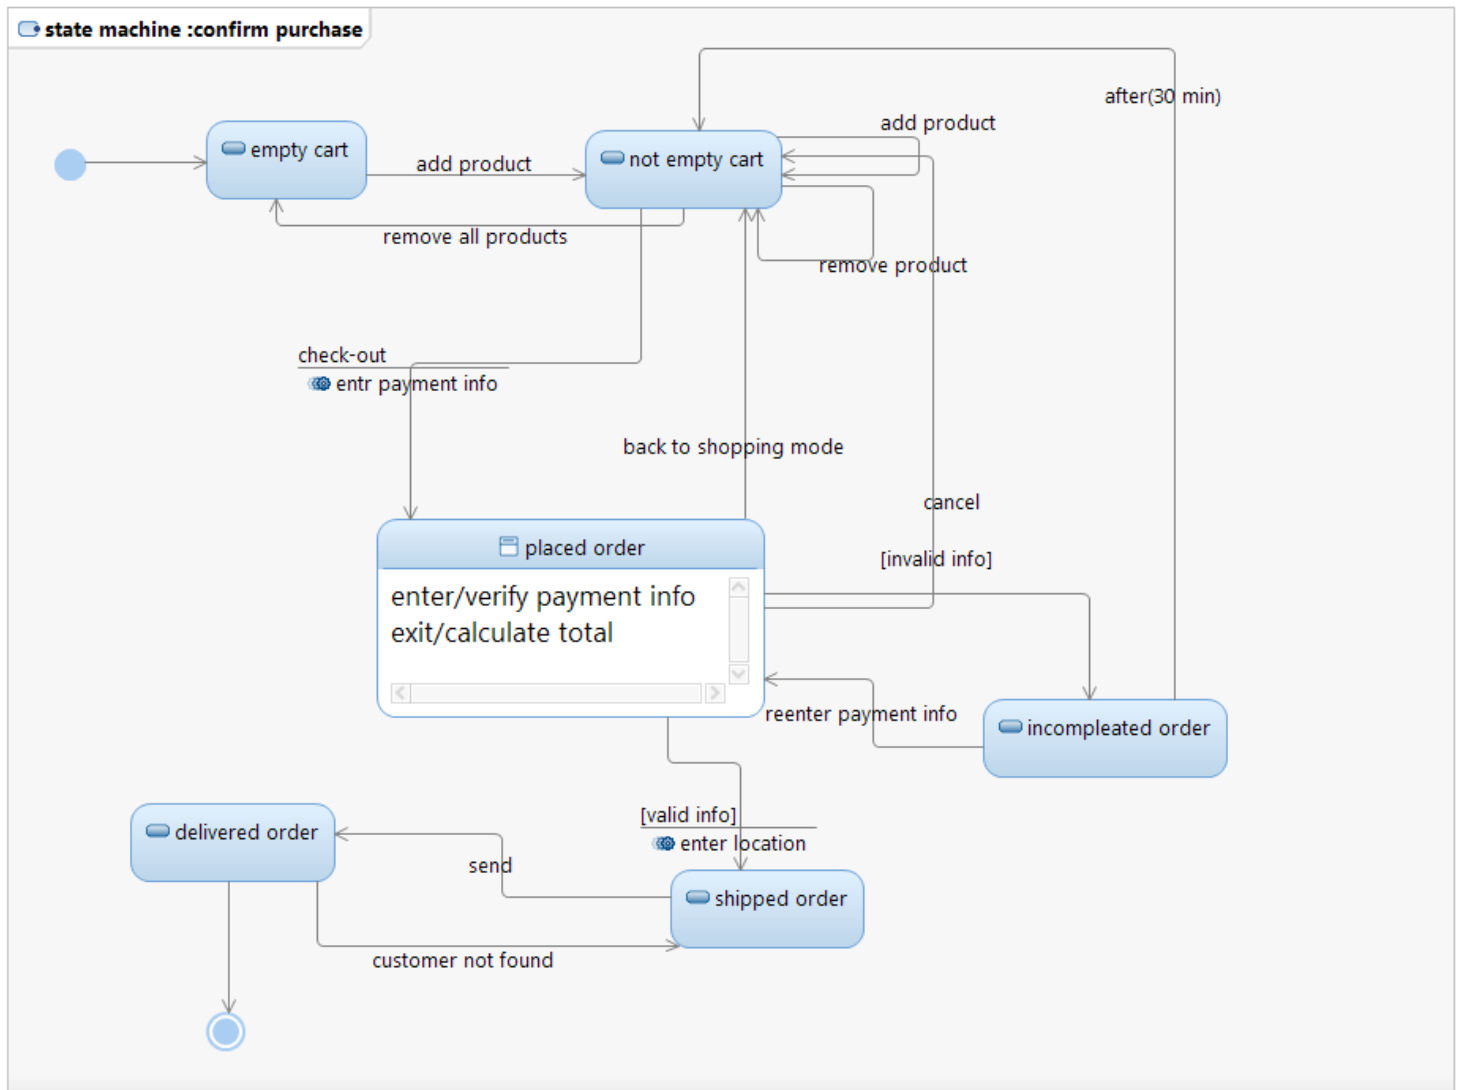 state machine :confirm purchase
after(30 min)
add product
empty cart
not empty cart
add product
remove all products
remove product
check-out
entr payment info
back to shopping mode
cancel
[invalid info]
placed order
enter/verify payment info
exit/calculate total
reenter payment info
incompleated order
[valid info]
enter location
delivered order
send
shipped order
customer not found